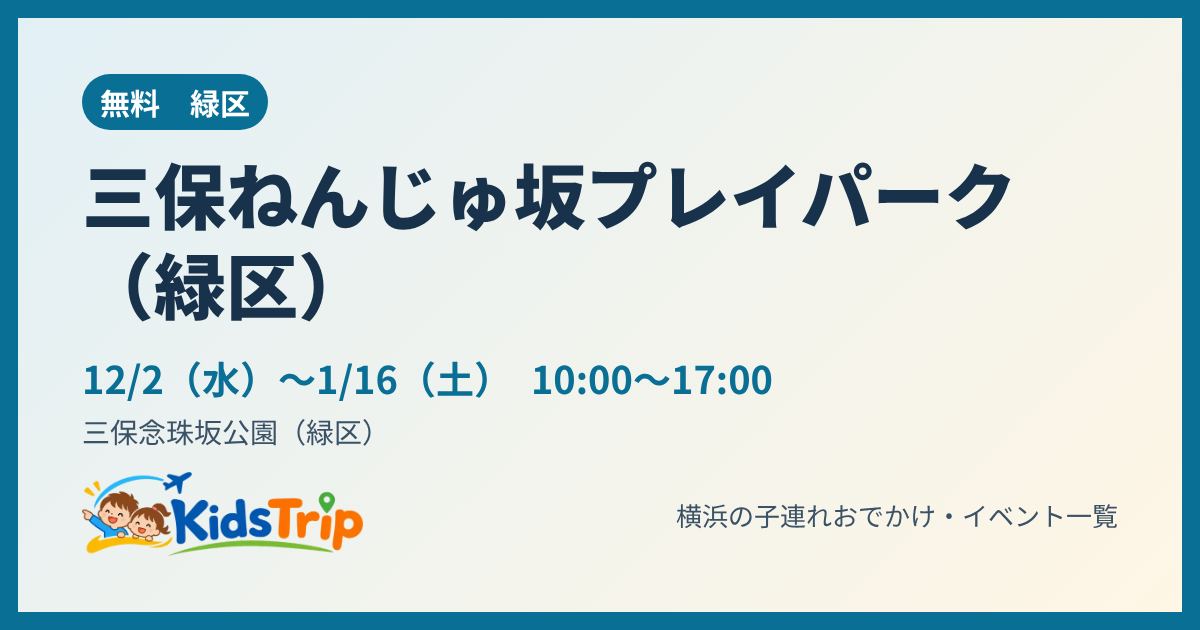 無料　緑区
三保ねんじゅ坂プレイパーク
（緑区）
12/2（水）〜1/16（土）　10:00〜17:00
三保念珠坂公園（緑区）
KidsTrip
横浜の子連れおでかけ・イベント一覧